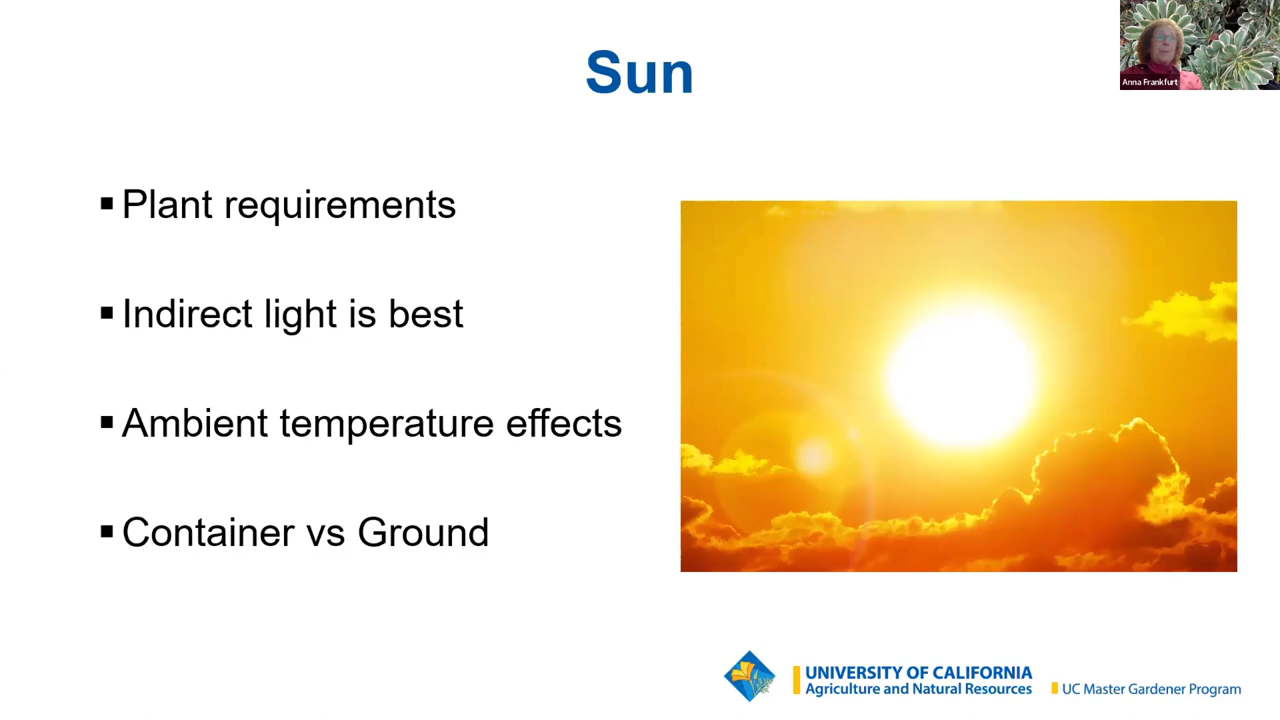 Sun
Anna Frankfurt
▪ Plant requirements
▪ Indirect light is best
▪ Ambient temperature effects
▪ Container vs Ground
UNIVERSITY OF CALIFORNIA
Agriculture and Natural Resources
UC Master Gardener Program